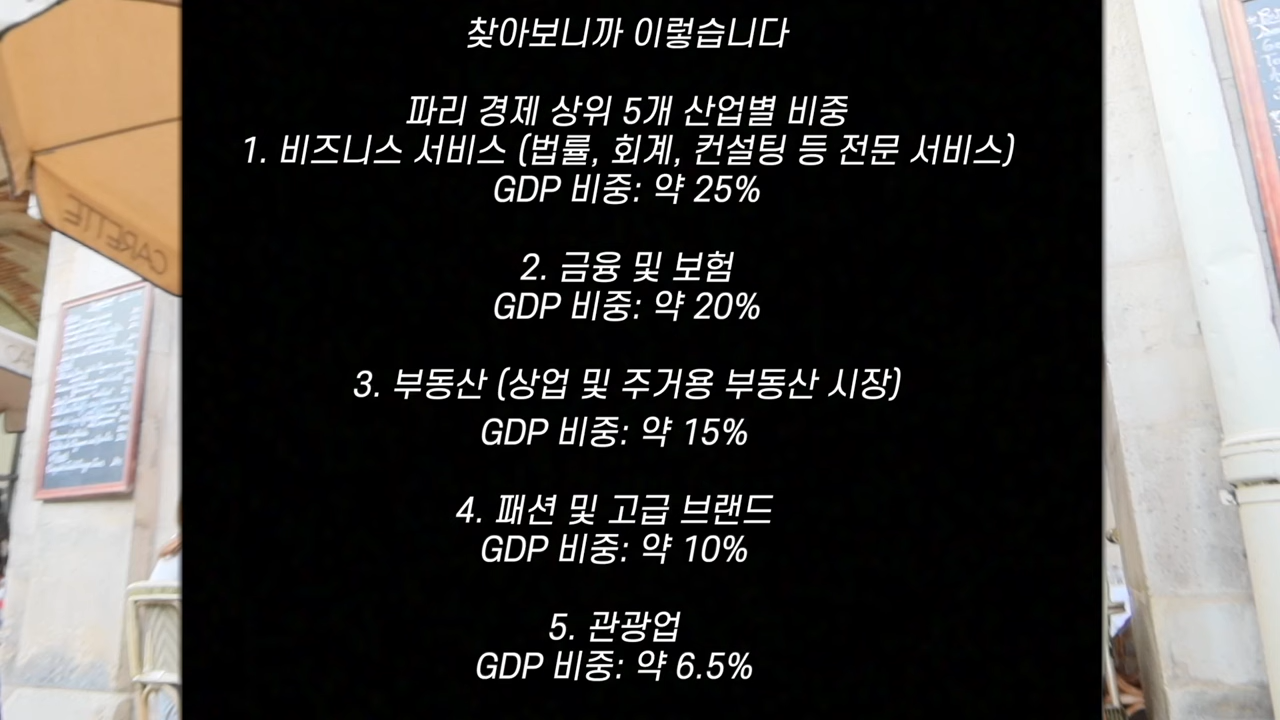 찾아보니까 이렇습니다
파리 경제 상위 5개 산업별 비중
1. 비즈니스 서비스 (법률, 회계, 컨설팅 등 전문 서비스)
GDP 비중: 약 25%
2. 금융 및 보험
GDP 비중: 약 20%
3. 부동산 (상업 및 주거용 부동산 시장)
GDP 비중: 약 15%
4. 패션 및 고급 브랜드
GDP 비중: 약 10%
5. 관광업
GDP 비중: 약 6.5%
CARETTE